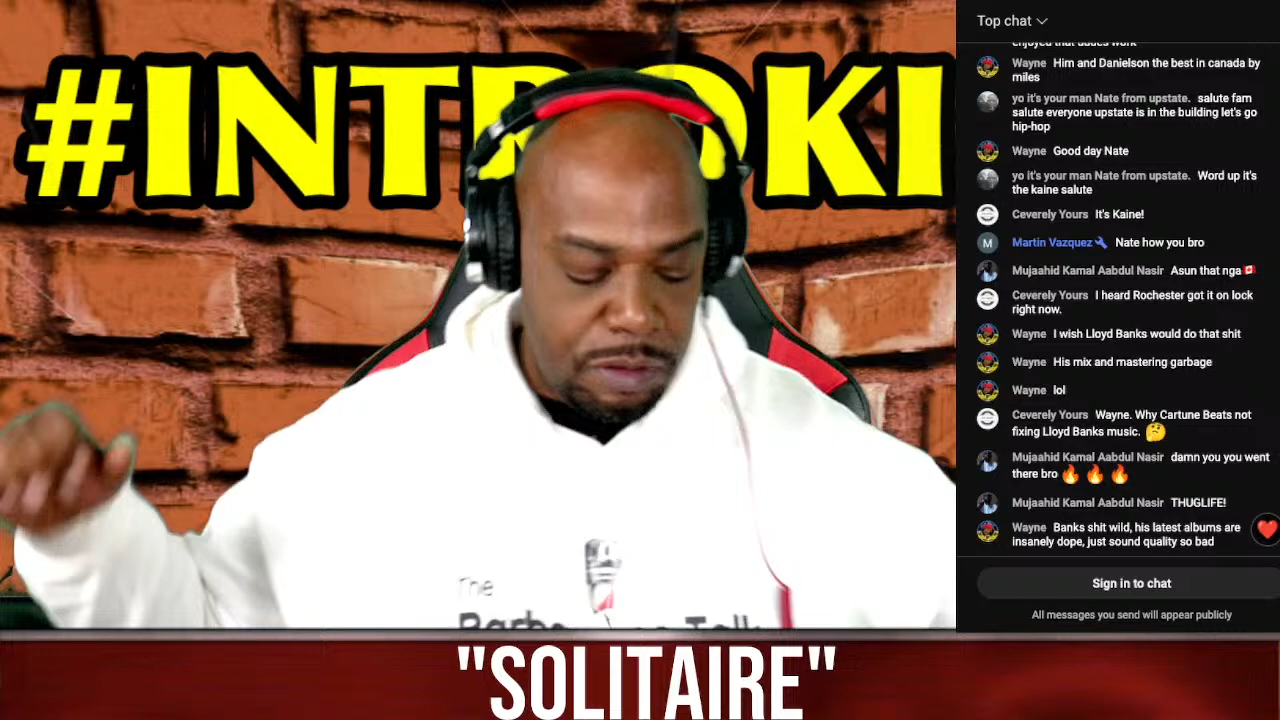 #INTR OKI
The
Talk
"SOLITAIRE"
Top chat
enjoyed that dudes work
Wayne Him and Danielson the best in canada by
miles
yo it's your man Nate from upstate. salute fam
salute everyone upstate is in the building let's go
hip-hop
Wayne Good day Nate
yo it's your man Nate from upstate. Word up it's
the kaine salute
Ceverely Yours It's Kaine!
M
Martin Vazquez Nate how you bro
Mujaahid Kamal Aabdul Nasir Asun that nga🇨🇦
Ceverely Yours I heard Rochester got it on lock
right now.
Wayne I wish Lloyd Banks would do that shit
Wayne His mix and mastering garbage
Wayne lol
Ceverely Yours Wayne. Why Cartune Beats not
fixing Lloyd Banks music. 🤔
Mujaahid Kamal Aabdul Nasir damn you you went
there bro 🔥 🔥 🔥
Mujaahid Kamal Aabdul Nasir THUGLIFE!
Wayne Banks shit wild, his latest albums are
insanely dope, just sound quality so bad
Sign in to chat
All messages you send will appear publicly